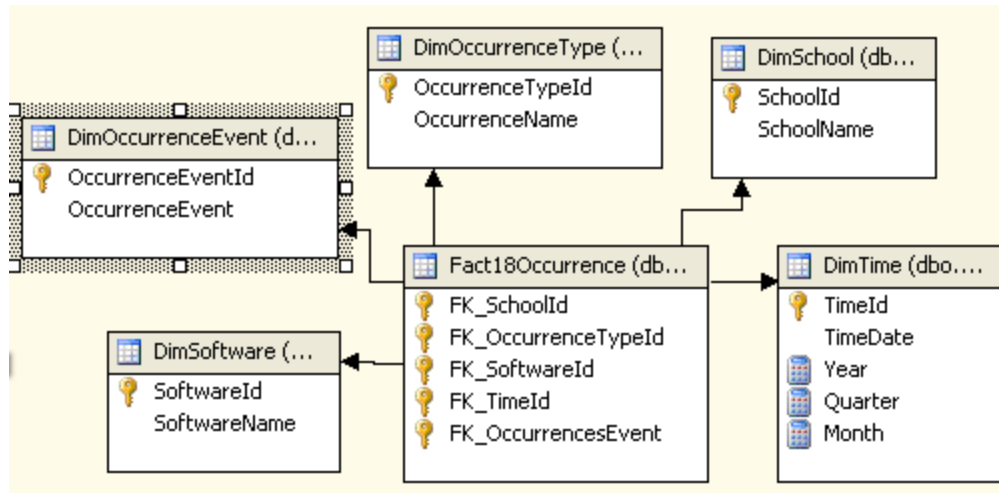 DimOccurrenceType (...
OccurrenceTypeId
OccurrenceName
DimSchool (db...
SchoolId
SchoolName
DimOccurrenceEvent (d...
OccurrenceEventId
OccurrenceEvent
Fact18Occurrence (db...
FK_SchoolId
FK_OccurrenceTypeId
FK_SoftwareId
FK_TimeId
FK_OccurrencesEvent
DimTime (dbo....
TimeId
TimeDate
Year
Quarter
Month
DimSoftware (...
SoftwareId
SoftwareName